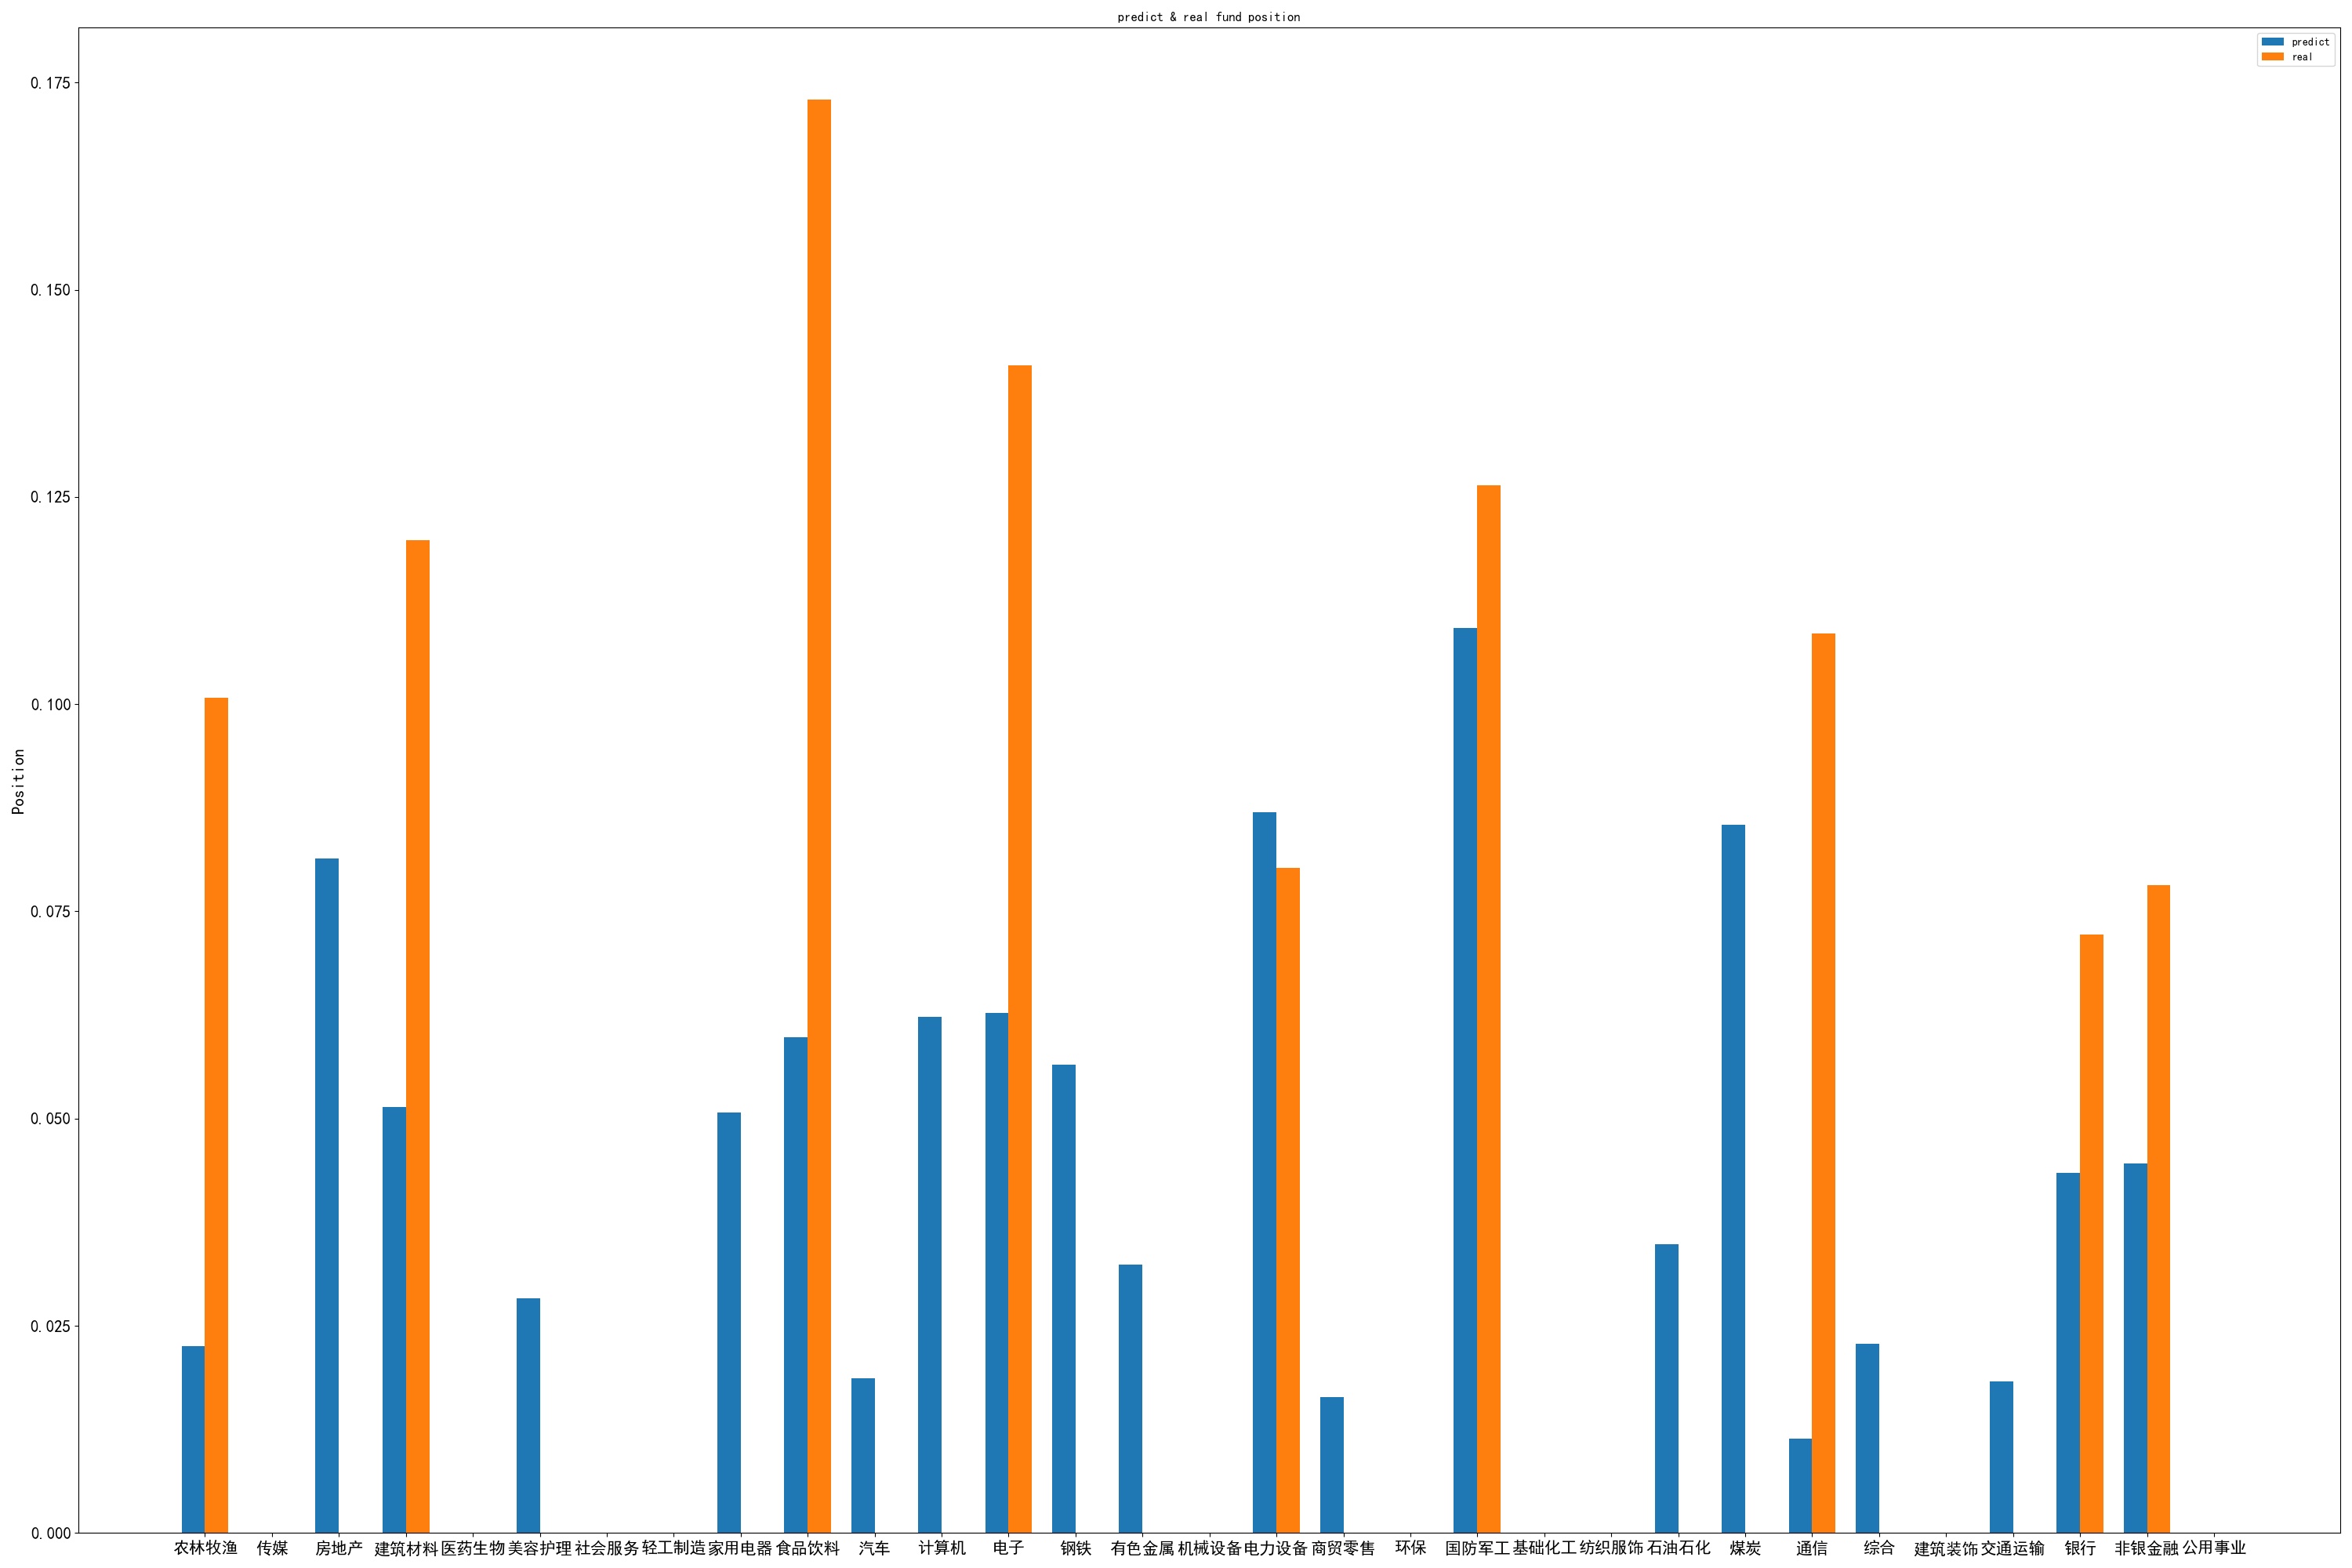 predict & real fund position
predict
real
0.175
0.150
0.125
0.100
0.075
0.050
0.025
0.000
Position
农林牧渔 传媒 房地产 建筑材料 医药生物 美容护理 社会服务 轻工制造 家用电器 食品饮料 汽车 计算机 电子 钢铁 有色金属 机械设备 电力设备 商贸零售 环保 国防军工 基础化工 纺织服饰 石油石化 煤炭 通信 综合 建筑装饰 交通运输 银行 非银金融 公用事业